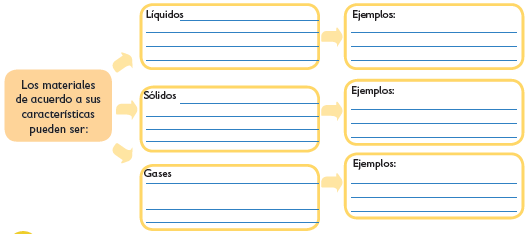 Los materiales
de acuerdo a sus
características
pueden ser:
Líquidos
Ejemplos:
Sólidos
Ejemplos:
Gases
Ejemplos: